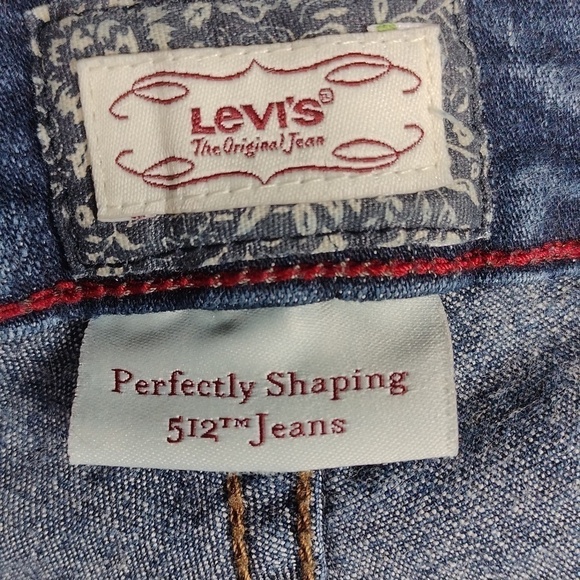 Levi's®
The Original Jean
Perfectly Shaping
512™ Jeans